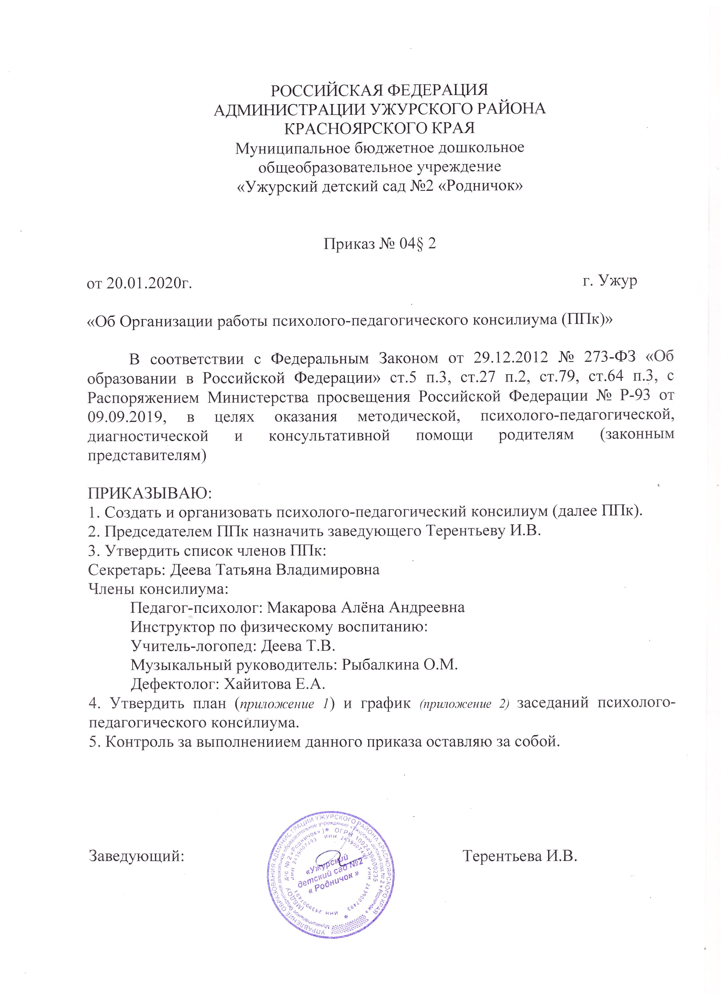 РОССИЙСКАЯ ФЕДЕРАЦИЯ
АДМИНИСТРАЦИИ УЖУРСКОГО РАЙОНА
КРАСНОЯРСКОГО КРАЯ
Муниципальное бюджетное дошкольное
общеобразовательное учреждение
«Ужурский детский сад №2 «Родничок»
Приказ № 04§ 2
от 20.01.2020г. г. Ужур
«Об Организации работы психолого-педагогического консилиума (ППк)»
В соответствии с Федеральным Законом от 29.12.2012 № 273-ФЗ «Об
образовании в Российской Федерации» ст.5 п.3, ст.27 п.2, ст.79, ст.64 п.3, с
Распоряжением Министерства просвещения Российской Федерации № Р-93 от
09.09.2019, в целях оказания методической, психолого-педагогической,
диагностической и консультативной помощи родителям (законным
представителям)
ПРИКАЗЫВАЮ:
1. Создать и организовать психолого-педагогический консилиум (далее ППк).
2. Председателем ППк назначить заведующего Терентьеву И.В.
3. Утвердить список членов ППк:
Секретарь: Деева Татьяна Владимировна
Члены консилиума:
Педагог-психолог: Макарова Алёна Андреевна
Инструктор по физическому воспитанию:
Учитель-логопед: Деева Т.В.
Музыкальный руководитель: Рыбалкина О.М.
Дефектолог: Хайитова Е.А.
4. Утвердить план (приложение 1) и график (приложение 2) заседаний психолого-
педагогического консилиума.
5. Контроль за выполнениием данного приказа оставляю за собой.
Заведующий: Терентьева И.В.
УПРАВЛЕНИЕ ОБРАЗОВАНИЯ АДМИНИСТРАЦИИ УЖУРСКОГО РАЙОНА КРАСНОЯРСКОГО КРАЯ
Муниципальное бюджетное дошкольное образовательное учреждение «Ужурский детский сад №2 « Родничок »
(МБДОУ д/с №2 «Родничок» )* ОГРН 1092439000235
ИНН 2439007493 ИНН 2439007493 ИНН 2439007493 ИНН 2439007493
«Ужурский
детский сад №2
« Родничок »